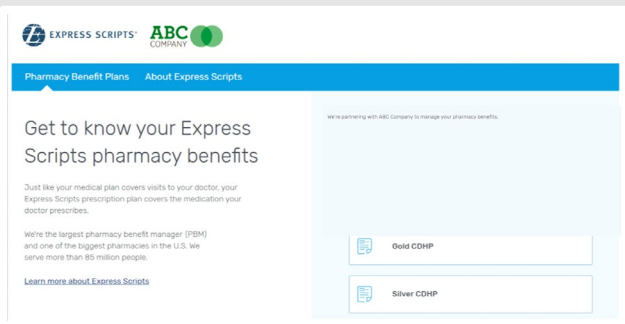 EXPRESS SCRIPTS®
ABC
COMPANY
Pharmacy Benefit Plans About Express Scripts
Get to know your Express
Scripts pharmacy benefits
Just like your medical plan covers visits to your doctor, your
Express Scripts prescription plan covers the medication your
doctor prescribes.
We're the largest pharmacy benefit manager (PBM)
and one of the biggest pharmacies in the U.S. We
serve more than 85 million people.
Learn more about Express Scripts
We're partnering with ABC Company to manage your pharmacy benefits.
Gold CDHP
Silver CDHP